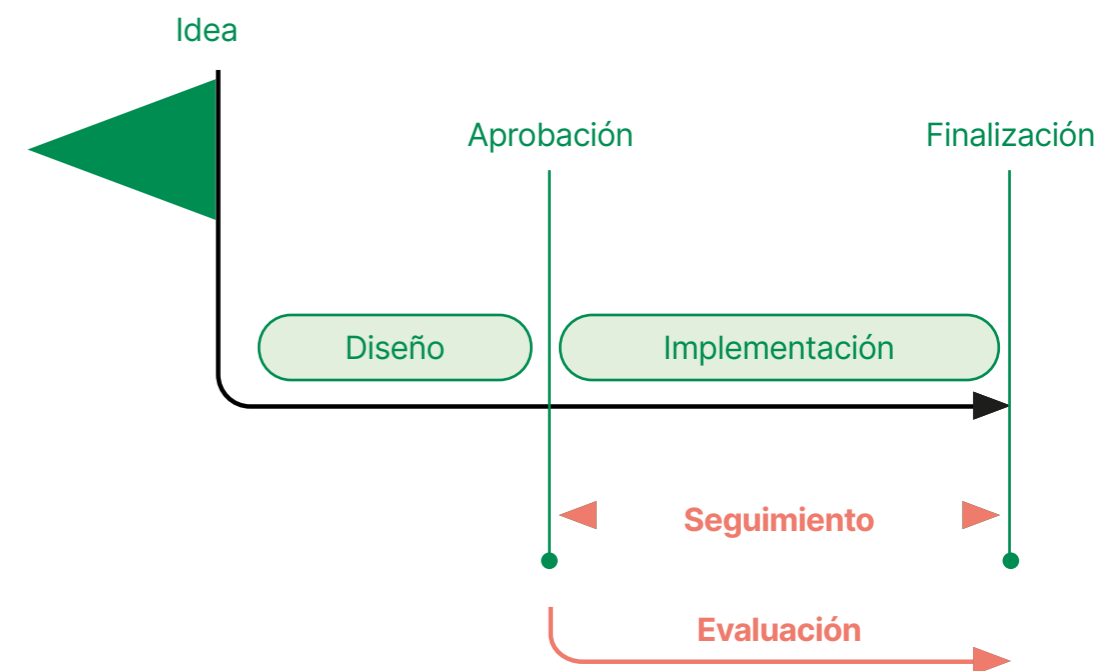 Idea
Aprobación
Finalización
Diseño
Implementación
Seguimiento
Evaluación